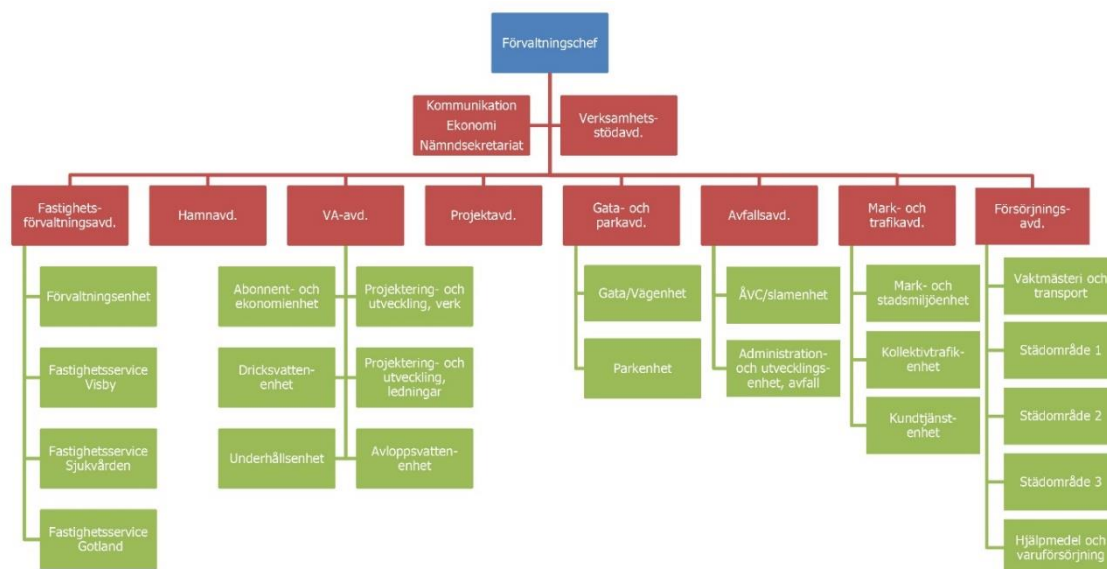 Förvaltningschef
Kommunikation
Ekonomi
Nämndsekretariat
Verksamhets-
stödavd.
Fastighets-
förvaltningsavd.
Hamnavd.
VA-avd.
Projektavd.
Gata- och
parkavd.
Avfallsavd.
Mark- och
trafikavd.
Försörjnings-
avd.
Förvaltningsenhet
Fastighetsservice
Visby
Fastighetsservice
Sjukvården
Fastighetsservice
Gotland
Abonnent- och
ekonomienhet
Dricksvatten-
enhet
Underhållsenhet
Projektering- och
utveckling, verk
Projektering- och
utveckling,
ledningar
Avloppsvatten-
enhet
Gata/Vägenhet
Parkenhet
ÅVC/slamenhet
Administration-
och utvecklings-
enhet, avfall
Mark- och
stadsmiljöenhet
Kollektivtrafik-
enhet
Kundtjänst-
enhet
Vaktmästeri och
transport
Städområde 1
Städområde 2
Städområde 3
Hjälpmedel och
varuförsörjning